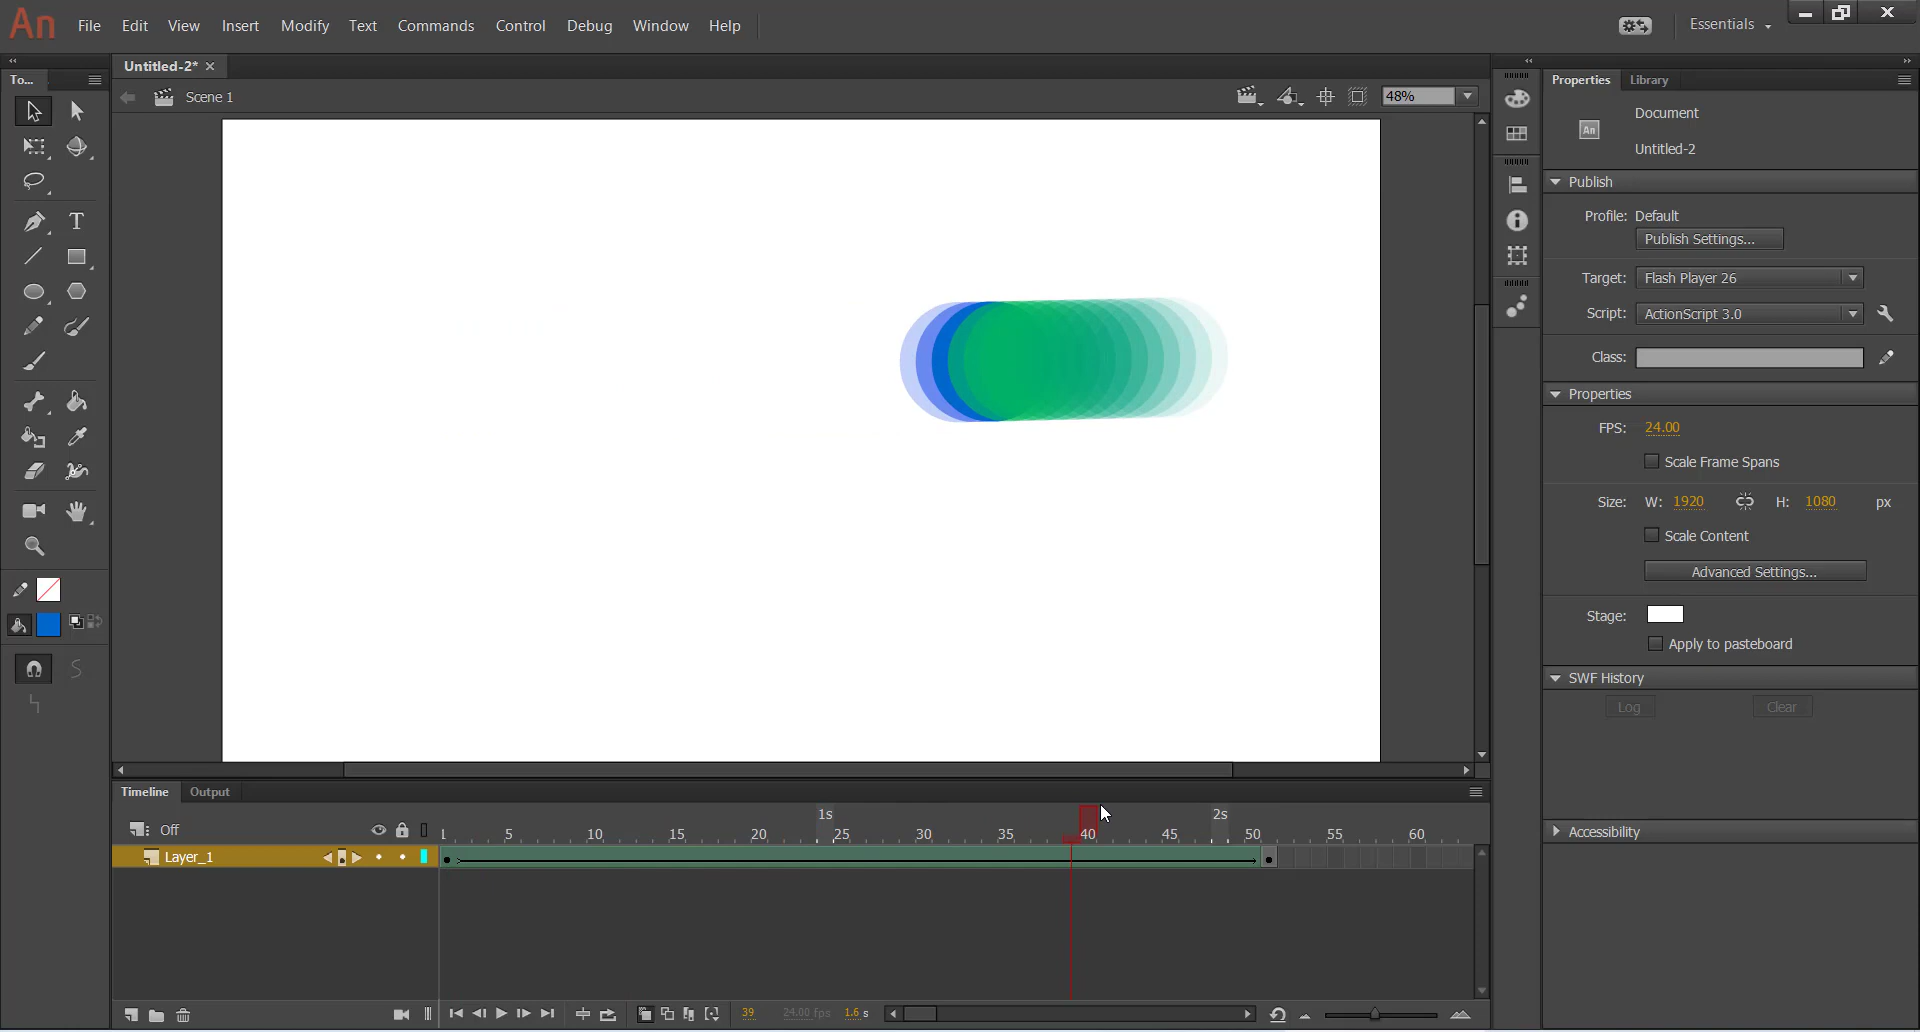 An File Edit View Insert Modify Text Commands Control Debug Window Help Essentials
To... Untitled-2* Properties Library
Scene 1 48%
Document
An
Untitled-2
Publish
Profile: Default
Publish Settings...
Target: Flash Player 26
Script: ActionScript 3.0
Class:
Properties
FPS: 24.00
Scale Frame Spans
Size: W: 1920 H: 1080 px
Scale Content
Advanced Settings...
Stage:
Apply to pasteboard
SWF History
Log Clear
Accessibility
Timeline Output
1s 2s
Off 1 5 10 15 20 25 30 35 40 45 50 55 60
Layer_1
39 24.00 fps 1.6 s